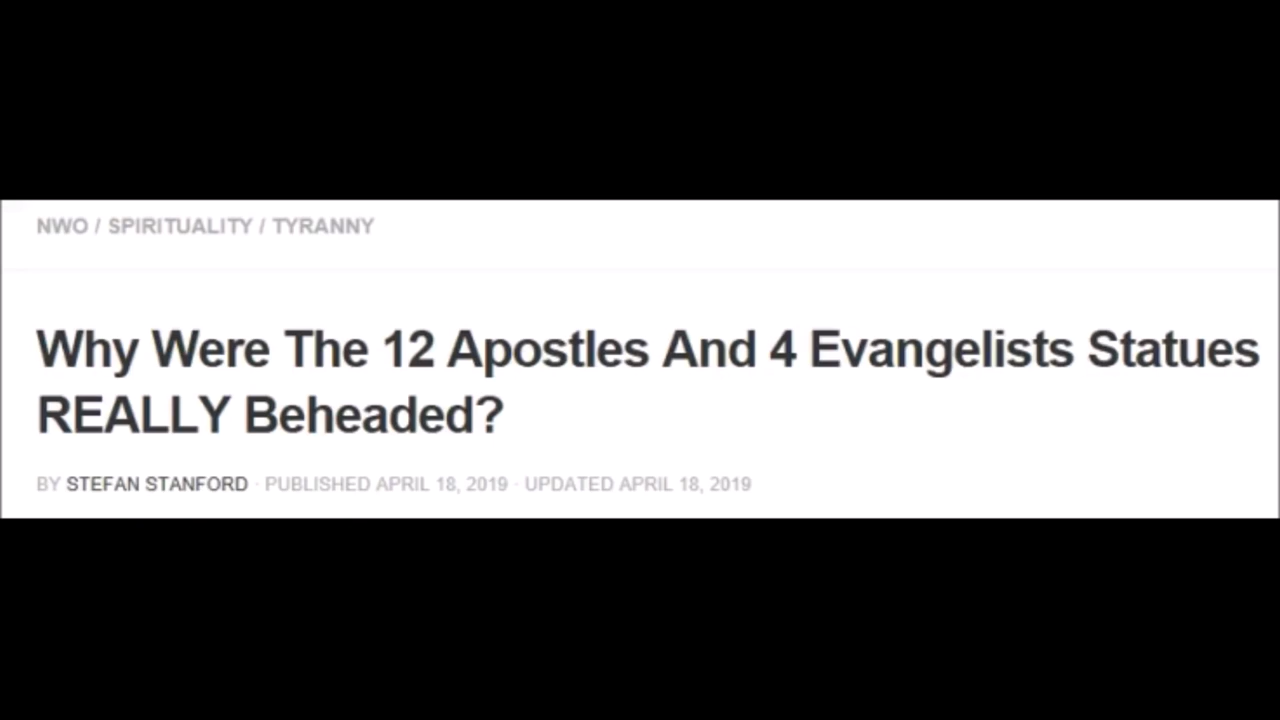 NWO / SPIRITUALITY / TYRANNY
Why Were The 12 Apostles And 4 Evangelists Statues
REALLY Beheaded?
BY STEFAN STANFORD · PUBLISHED APRIL 18, 2019 · UPDATED APRIL 18, 2019